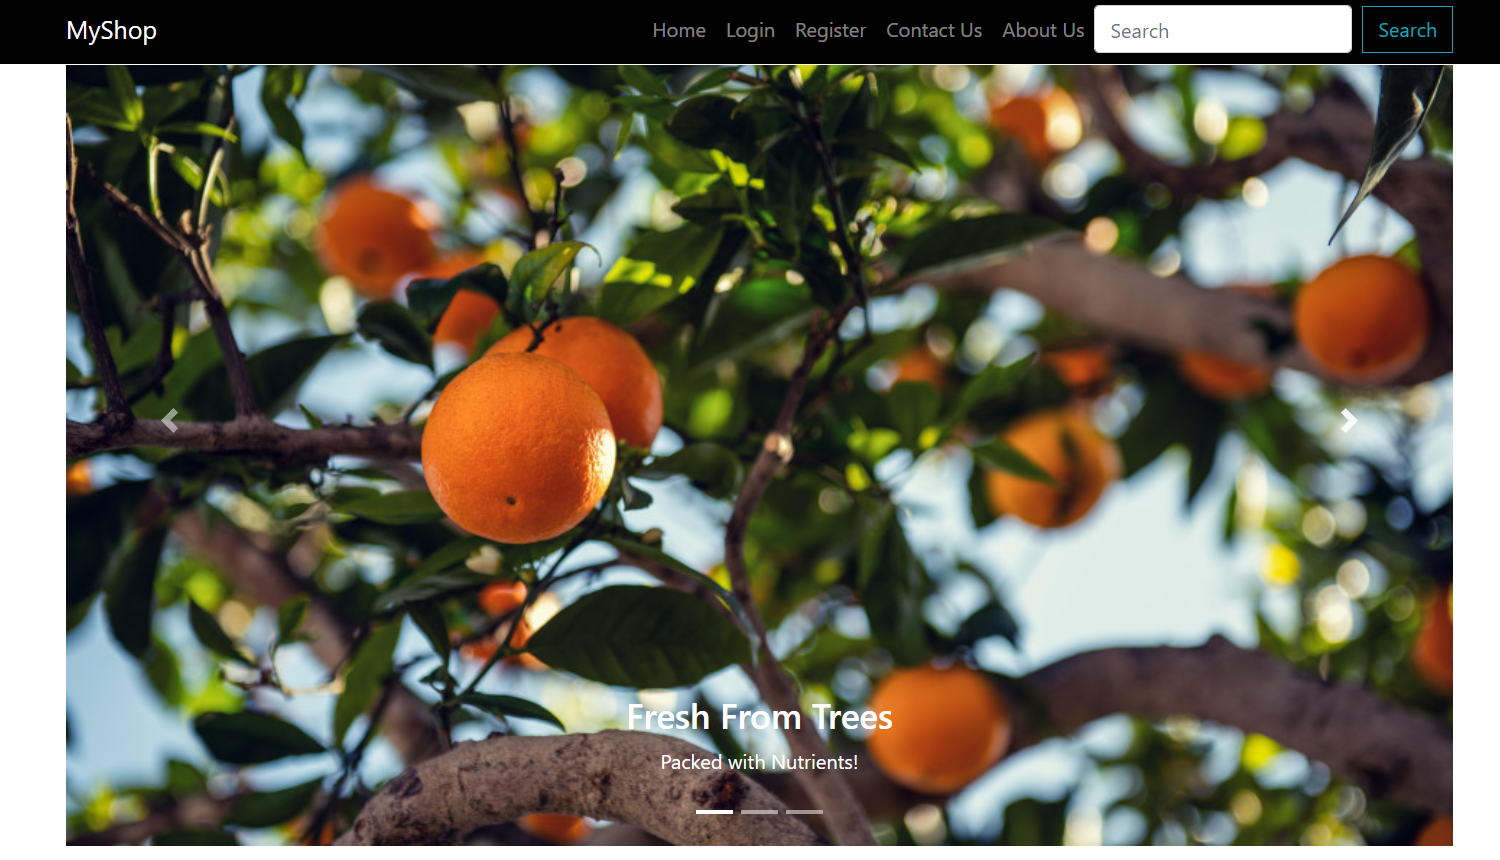 MyShop Home Login Register Contact Us About Us Search Search
Fresh From Trees
Packed with Nutrients!